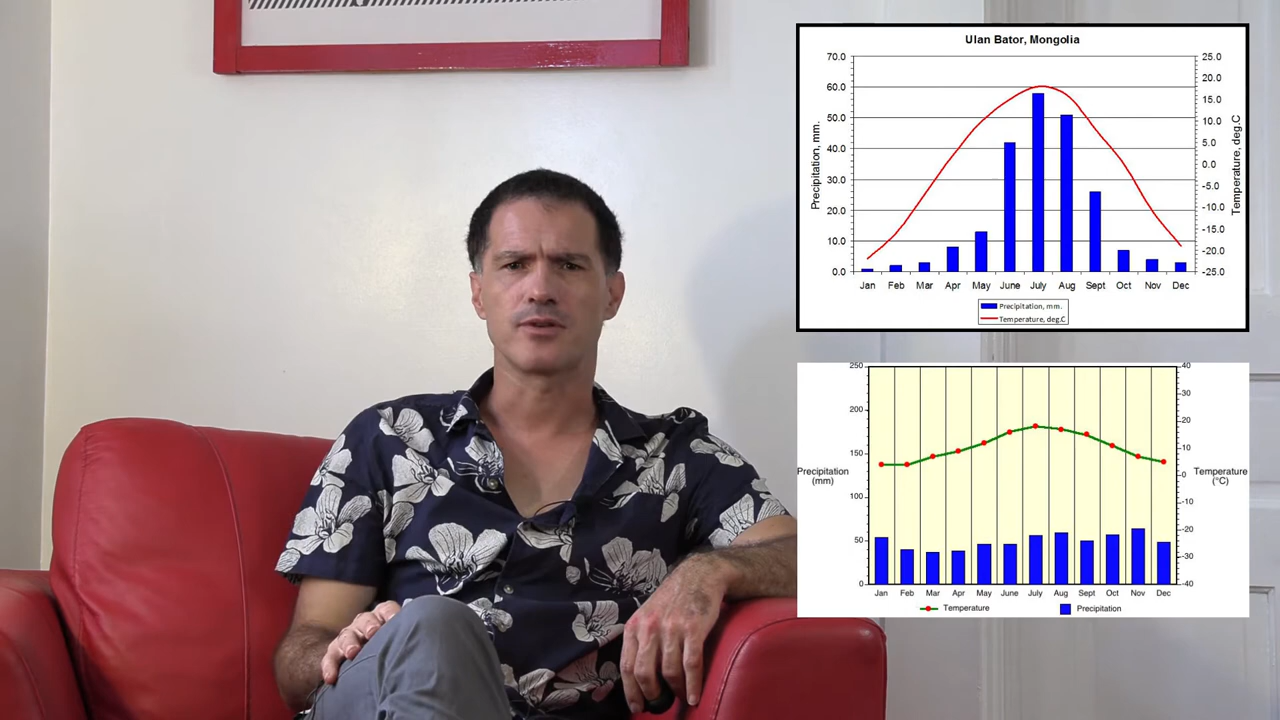 Ulan Bator, Mongolia
70.0
60.0
50.0
40.0
30.0
20.0
10.0
0.0
Precipitation, mm.
25.0
20.0
15.0
10.0
5.0
0.0
-5.0
-10.0
-15.0
-20.0
-25.0
Temperature, deg.C
Jan Feb Mar Apr May June July Aug Sept Oct Nov Dec
Precipitation, mm.
Temperature, deg.C
250
200
150
100
50
0
Precipitation
(mm)
40
30
20
10
0
-10
-20
-30
-40
Temperature
(°C)
Jan Feb Mar Apr May June July Aug Sept Oct Nov Dec
Temperature Precipitation